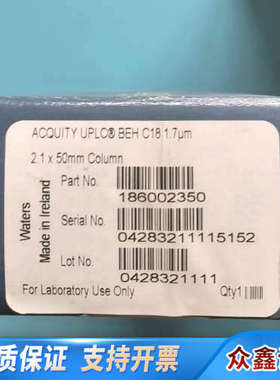 ACQUITY UPLC® BEH C18 1.7µm
2.1 x 50mm Column
Part No.
186002350
Serial No.
04283211115152
Lot No.
0428321111
For Laboratory Use Only
Qty1
Waters
Made in Ireland
质保证 支持开票
众鑫